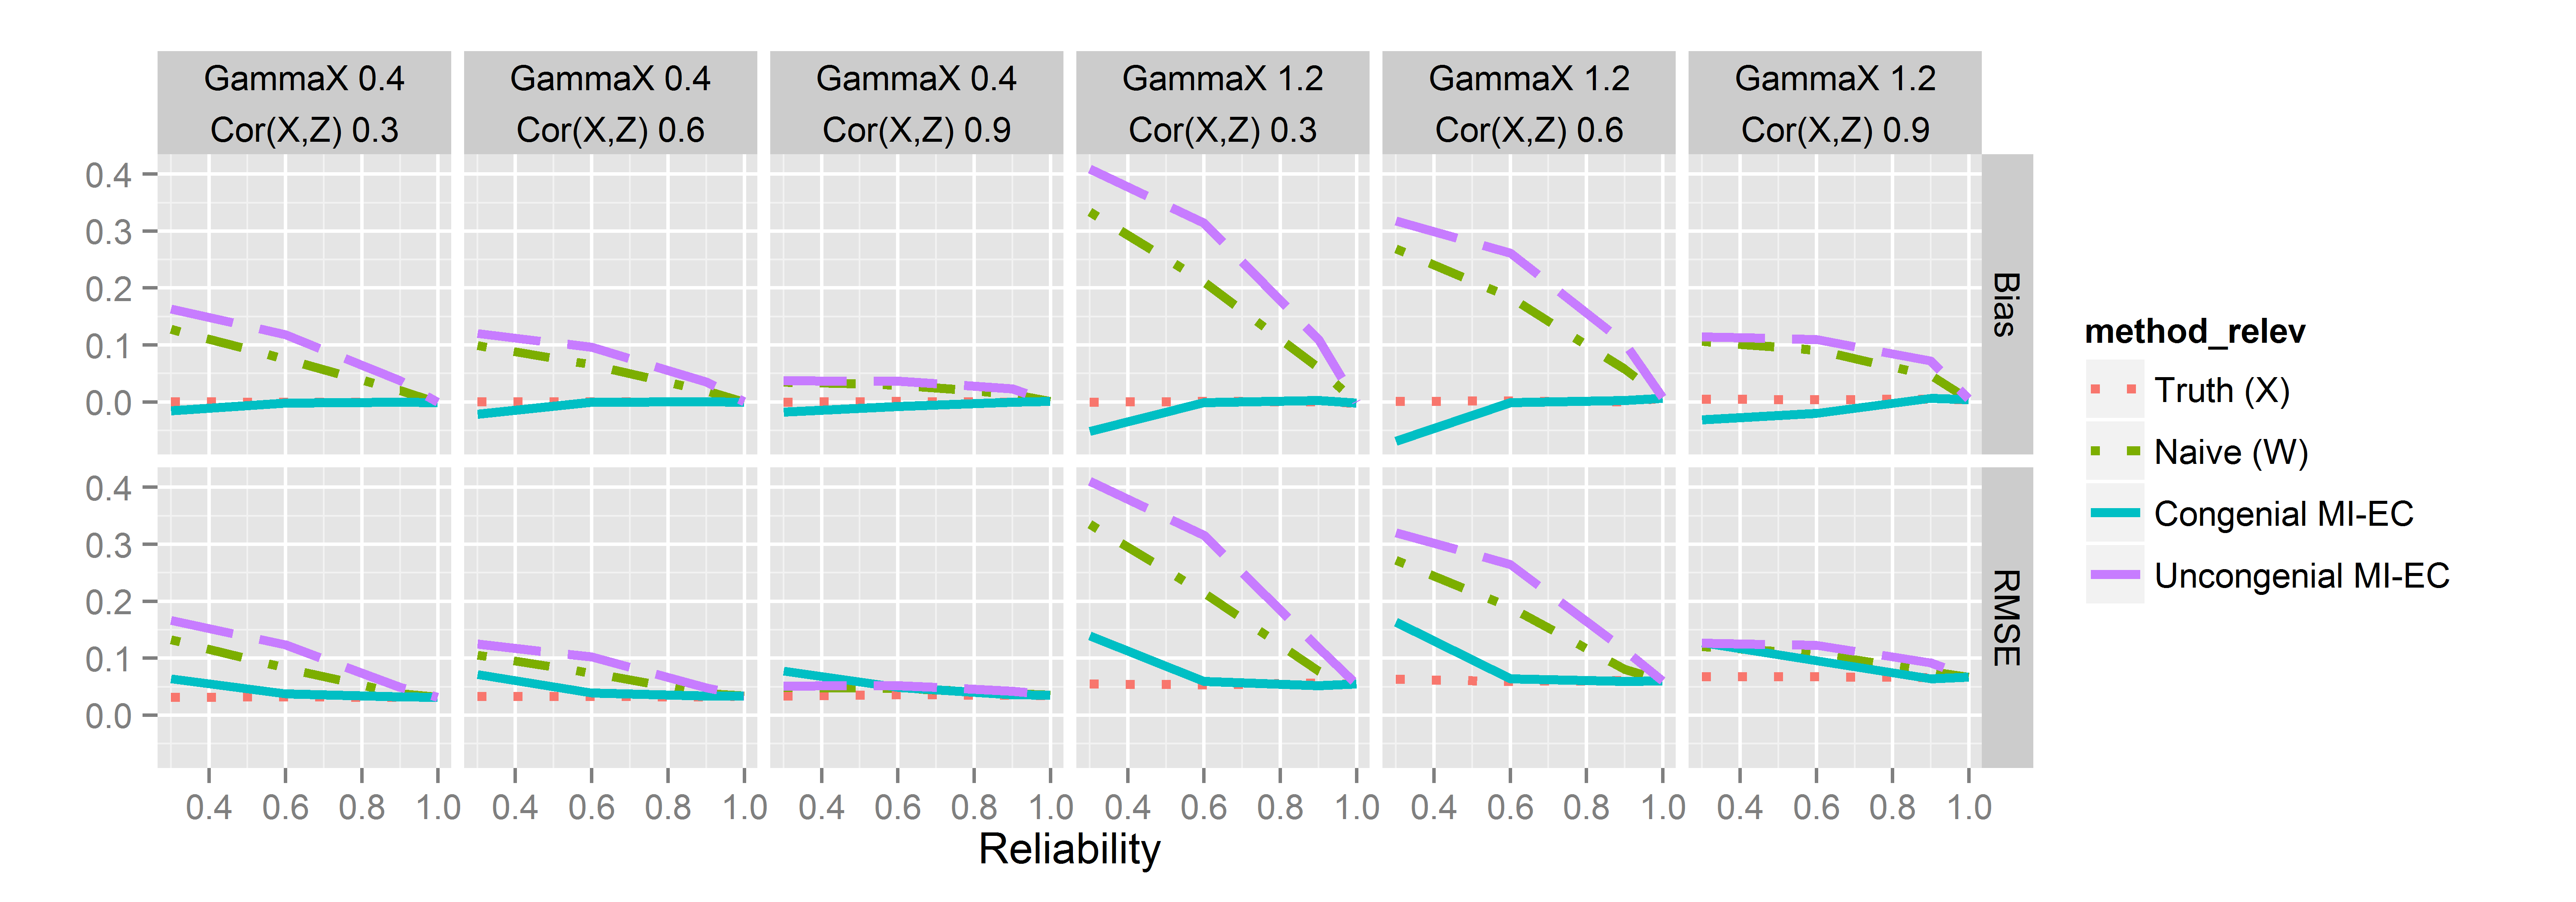 GammaX 0.4 GammaX 0.4 GammaX 0.4 GammaX 1.2 GammaX 1.2 GammaX 1.2
Cor(X,Z) 0.3 Cor(X,Z) 0.6 Cor(X,Z) 0.9 Cor(X,Z) 0.3 Cor(X,Z) 0.6 Cor(X,Z) 0.9
0.4
0.3
0.2
0.1
0.0
Bias
0.4
0.3
0.2
0.1
0.0
RMSE
0.4 0.6 0.8 1.0 0.4 0.6 0.8 1.0 0.4 0.6 0.8 1.0 0.4 0.6 0.8 1.0 0.4 0.6 0.8 1.0 0.4 0.6 0.8 1.0
Reliability
method_relev
Truth (X)
Naive (W)
Congenial MI-EC
Uncongenial MI-EC